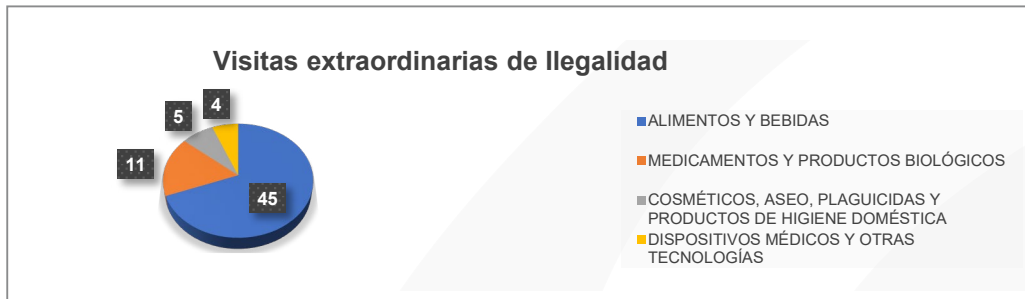 Visitas extraordinarias de Ilegalidad
4
5
11
45
ALIMENTOS Y BEBIDAS
MEDICAMENTOS Y PRODUCTOS BIOLÓGICOS
COSMÉTICOS, ASEO, PLAGUICIDAS Y
PRODUCTOS DE HIGIENE DOMÉSTICA
DISPOSITIVOS MÉDICOS Y OTRAS
TECNOLOGÍAS